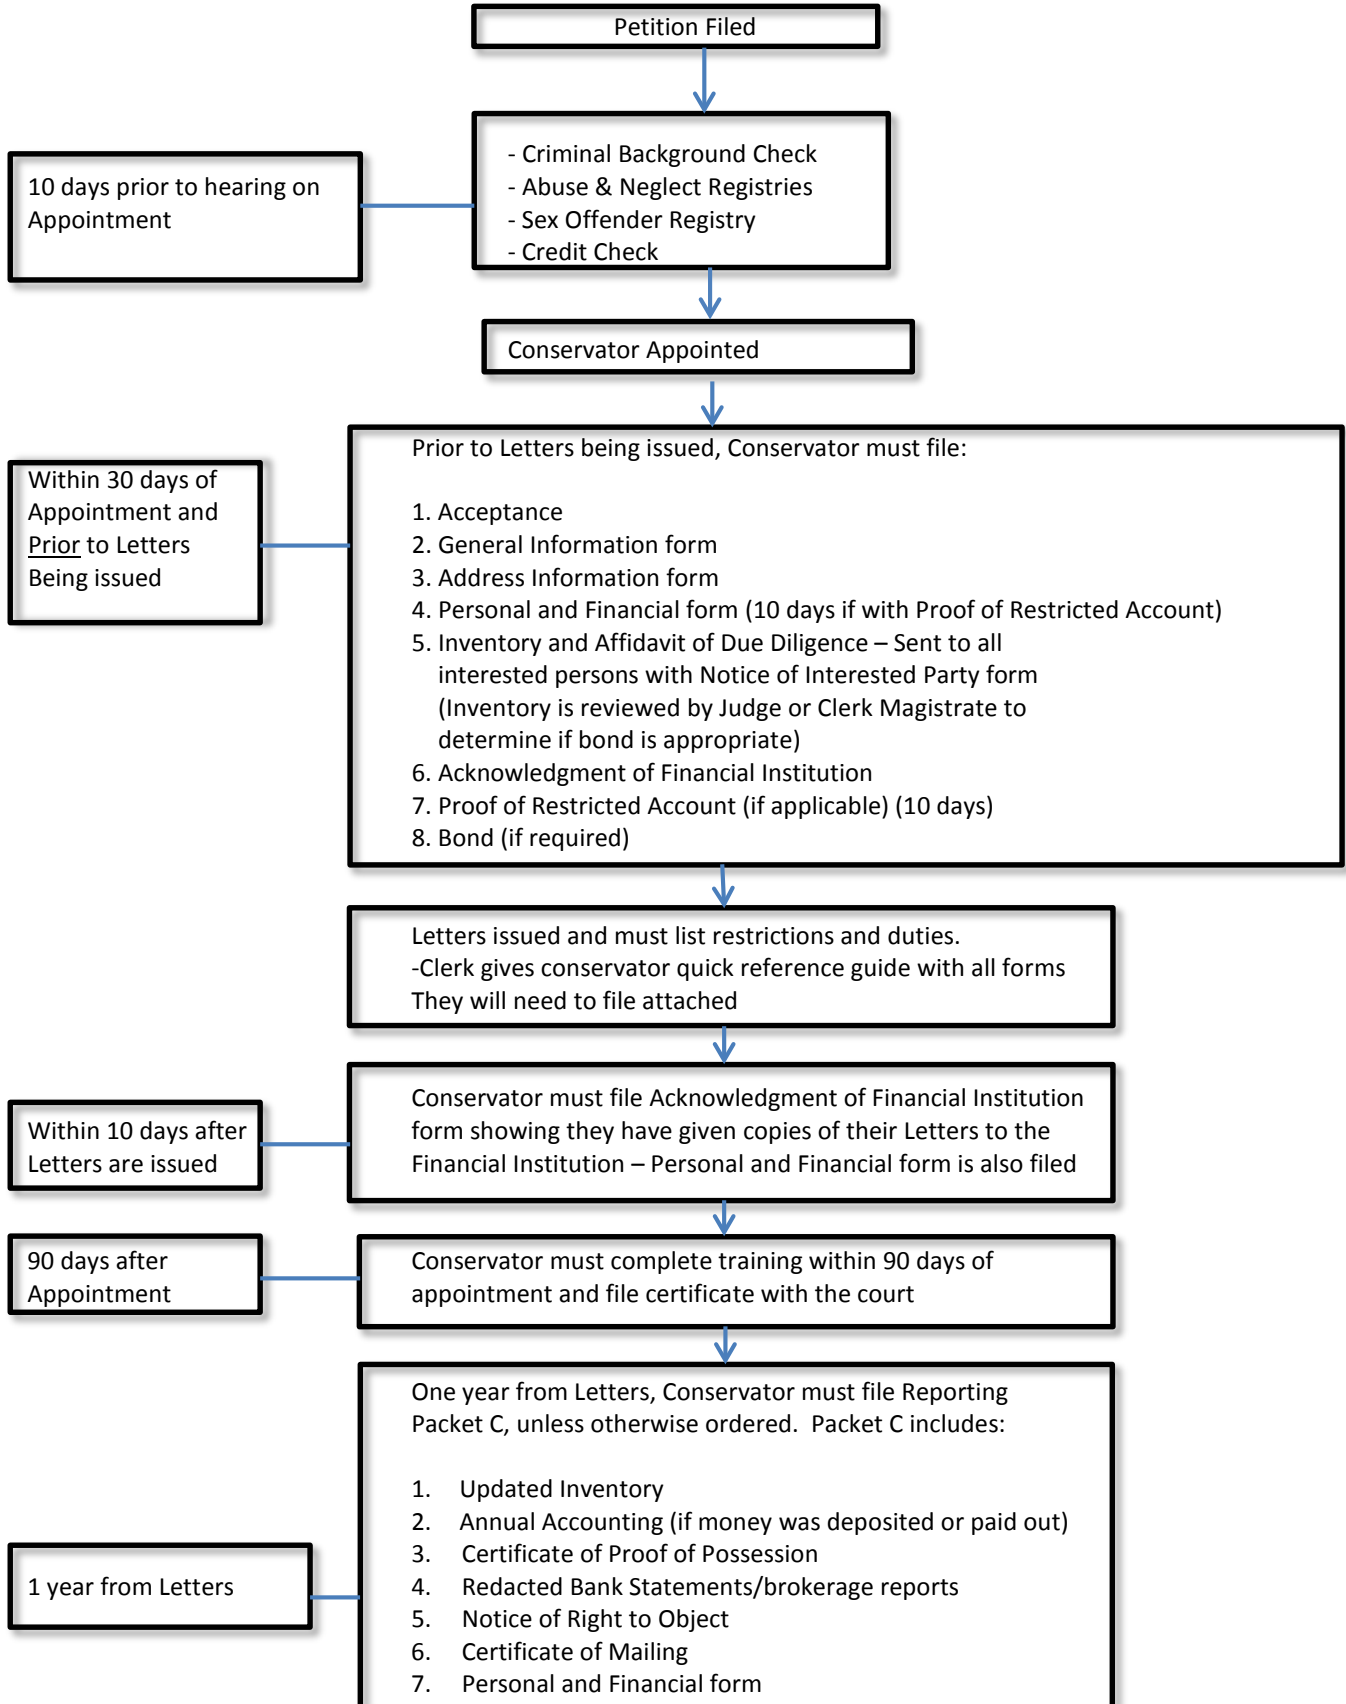 Petition Filed
- Criminal Background Check
- Abuse & Neglect Registries
- Sex Offender Registry
- Credit Check
10 days prior to hearing on
Appointment
Conservator Appointed
Within 30 days of
Appointment and
Prior to Letters
Being issued
Prior to Letters being issued, Conservator must file:
1. Acceptance
2. General Information form
3. Address Information form
4. Personal and Financial form (10 days if with Proof of Restricted Account)
5. Inventory and Affidavit of Due Diligence – Sent to all
interested persons with Notice of Interested Party form
(Inventory is reviewed by Judge or Clerk Magistrate to
determine if bond is appropriate)
6. Acknowledgment of Financial Institution
7. Proof of Restricted Account (if applicable) (10 days)
8. Bond (if required)
Letters issued and must list restrictions and duties.
-Clerk gives conservator quick reference guide with all forms
They will need to file attached
Within 10 days after
Letters are issued
Conservator must file Acknowledgment of Financial Institution
form showing they have given copies of their Letters to the
Financial Institution – Personal and Financial form is also filed
90 days after
Appointment
Conservator must complete training within 90 days of
appointment and file certificate with the court
One year from Letters, Conservator must file Reporting
Packet C, unless otherwise ordered.  Packet C includes:
1. Updated Inventory
2. Annual Accounting (if money was deposited or paid out)
3. Certificate of Proof of Possession
4. Redacted Bank Statements/brokerage reports
5. Notice of Right to Object
6. Certificate of Mailing
7. Personal and Financial form
1 year from Letters